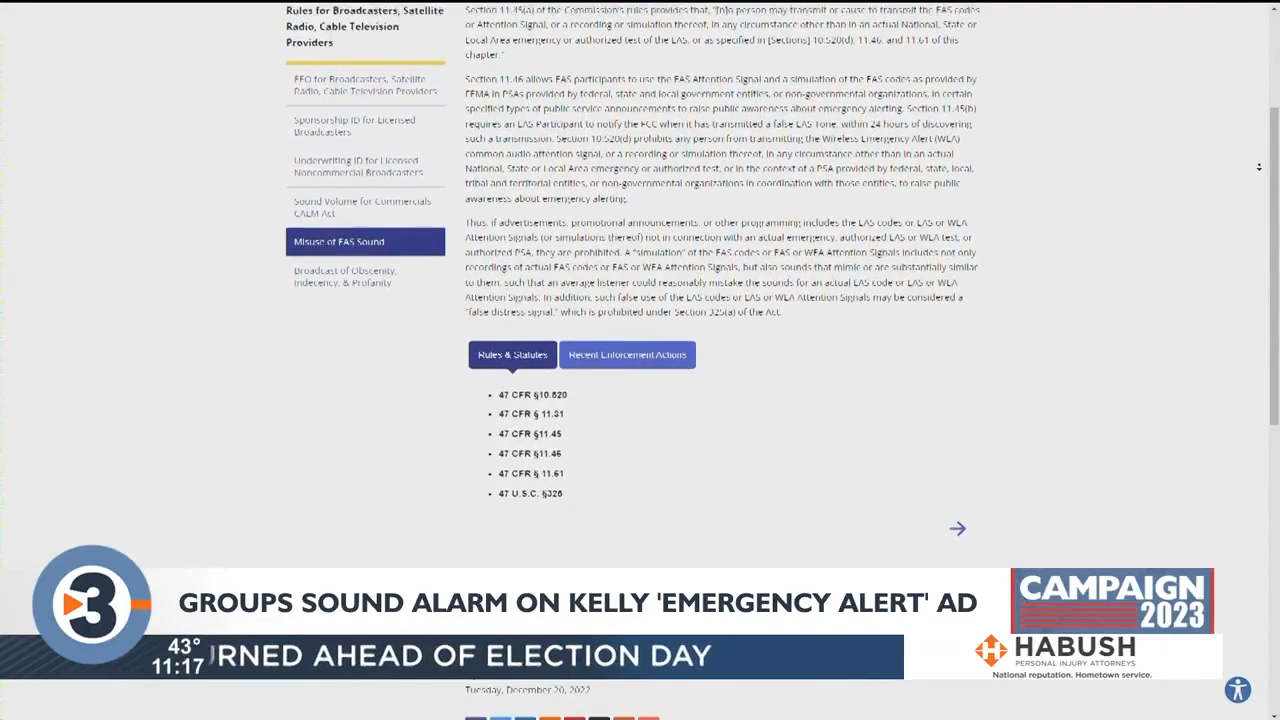 Rules for Broadcasters, Satellite
Radio, Cable Television
Providers
EEO for Broadcasters, Satellite
Radio, Cable Television Providers
Sponsorship ID for Licensed
Broadcasters
Underwriting ID for Licensed
Noncommercial Broadcasters
Sound Volume for Commercials
CALM Act
Misuse of EAS Sound
Broadcast of Obscenity,
Indecency, & Profanity
Section 11.45(a) of the Commission's rules provides that, "[n]o person may transmit or cause to transmit the EAS codes
or Attention Signal, or a recording or simulation thereof, in any circumstance other than in an actual National, State or
Local Area emergency or authorized test of the EAS, or as specified in [Sections] 10.520(d), 11.46, and 11.61 of this
chapter."
Section 11.46 allows EAS participants to use the EAS Attention Signal and a simulation of the EAS codes as provided by
FEMA in PSAs provided by federal, state and local government entities, or non-governmental organizations, in certain
specified types of public service announcements to raise public awareness about emergency alerting. Section 11.45(b)
requires an EAS Participant to notify the FCC when it has transmitted a false EAS Tone, within 24 hours of discovering
such a transmission. Section 10.520(d) prohibits any person from transmitting the Wireless Emergency Alert (WEA)
common audio attention signal, or a recording or simulation thereof, in any circumstance other than in an actual
National, State or Local Area emergency or authorized test, or in the context of a PSA provided by federal, state, local,
tribal and territorial entities, or non-governmental organizations in coordination with those entities, to raise public
awareness about emergency alerting.
Thus, if advertisements, promotional announcements, or other programming includes the EAS codes or EAS or WEA
Attention Signals (or simulations thereof) not in connection with an actual emergency, authorized EAS or WEA test, or
authorized PSA, they are prohibited. A "simulation" of the EAS codes or EAS or WEA Attention Signals includes not only
recordings of actual EAS codes or EAS or WEA Attention Signals, but also sounds that mimic or are substantially similar
to them, such that an average listener could reasonably mistake the sounds for an actual EAS code or EAS or WEA
Attention Signals. In addition, such false use of the EAS codes or EAS or WEA Attention Signals may be considered a
"false distress signal," which is prohibited under Section 325(a) of the Act.
Rules & Statutes
Recent Enforcement Actions
• 47 CFR §10.520
• 47 CFR § 11.31
• 47 CFR §11.45
• 47 CFR §11.46
• 47 CFR § 11.61
• 47 U.S.C. §325
3
GROUPS SOUND ALARM ON KELLY 'EMERGENCY ALERT' AD
CAMPAIGN
2023
43°
11:17
URNED AHEAD OF ELECTION DAY
HABUSH
PERSONAL INJURY ATTORNEYS
National reputation. Hometown service.
Tuesday, December 20, 2022